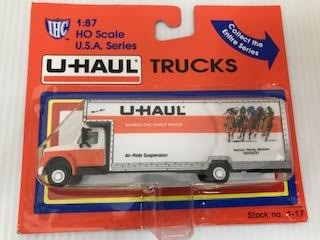 IHC
1:87
HO Scale
U.S.A. Series
Collect the
Entire Series
U-HAUL TRUCKS
U-HAUL
Air-Ride Suspension
Stock no.